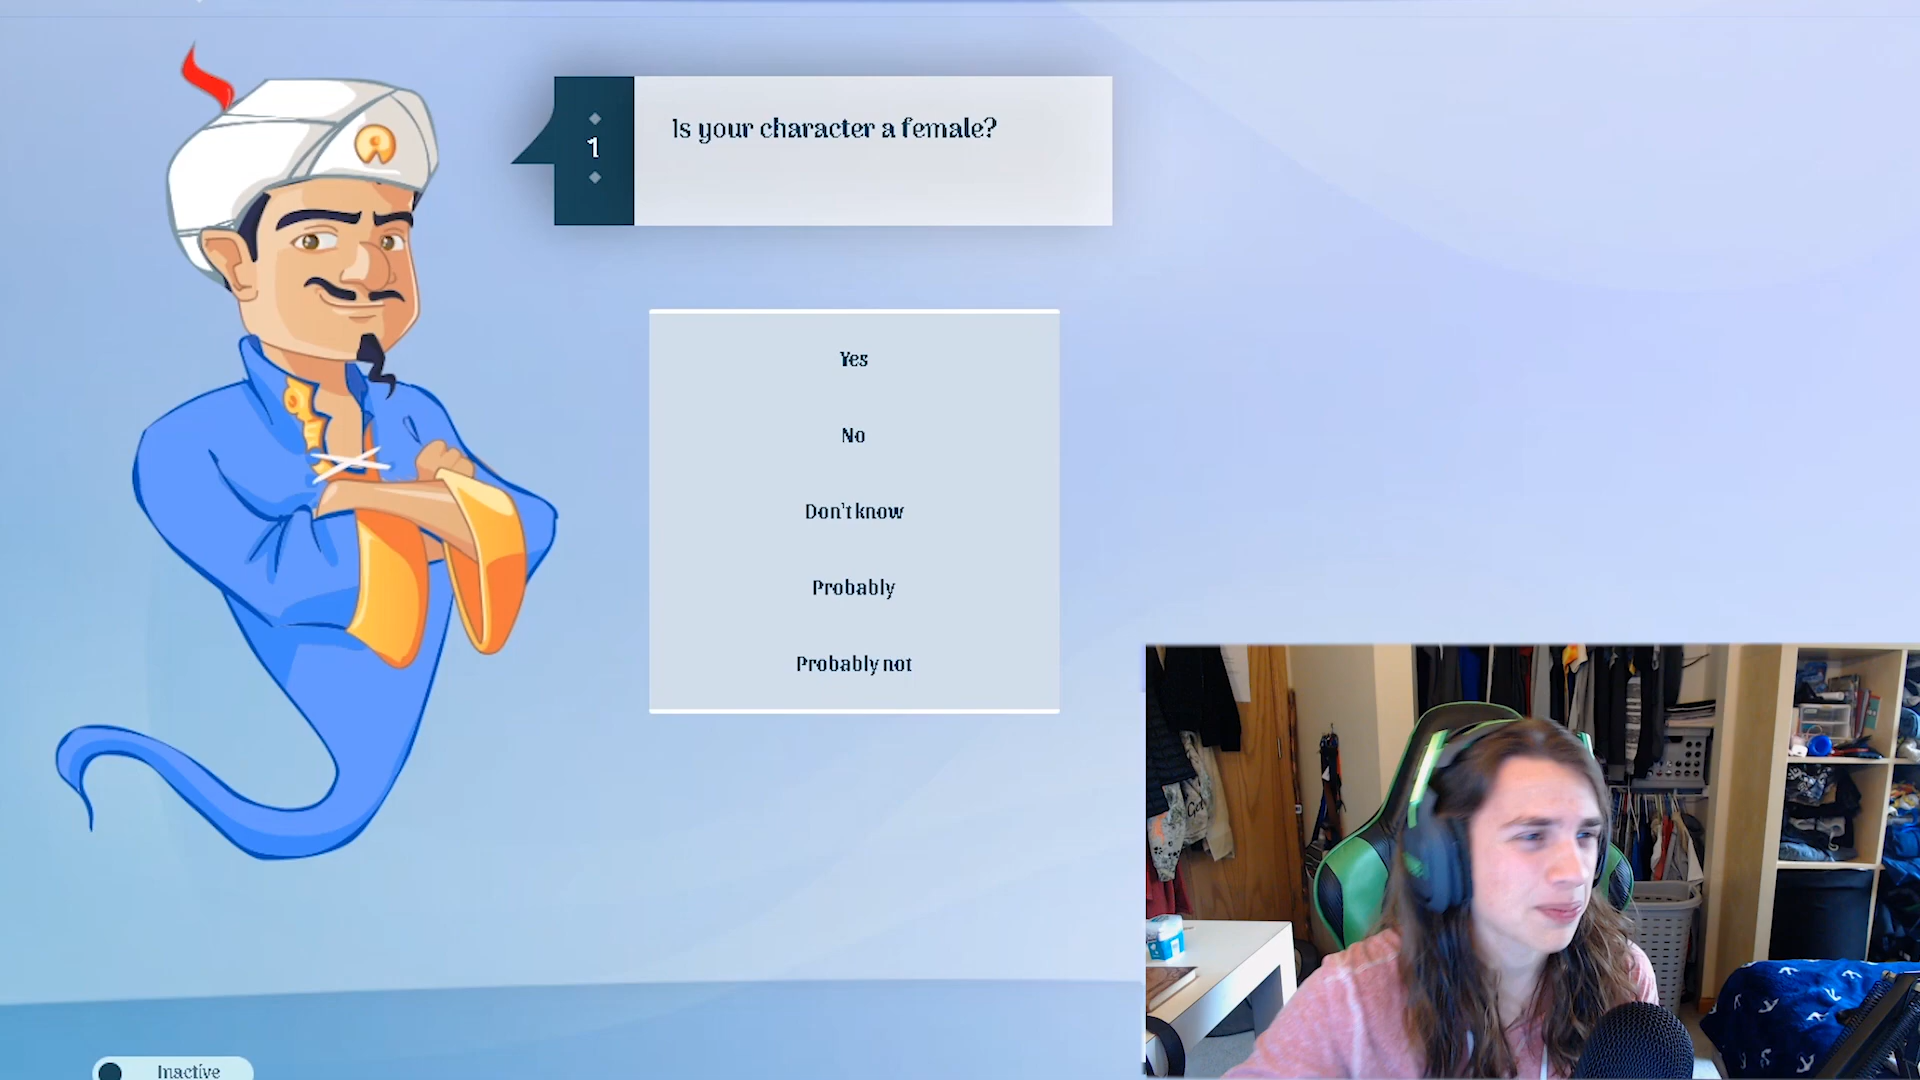 1
Is your character a female?
Yes
No
Don't know
Probably
Probably not
Inactive